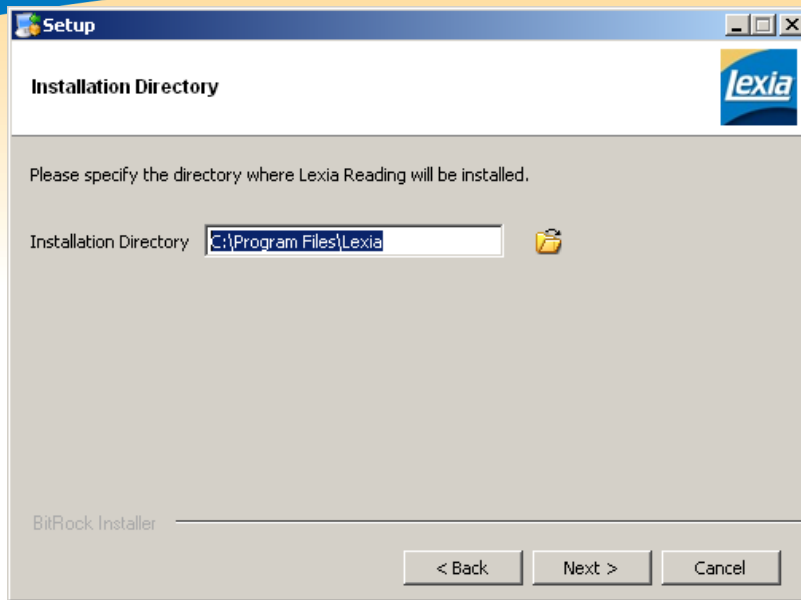 Setup
Installation Directory
lexia
Please specify the directory where Lexia Reading will be installed.
Installation Directory C:\Program Files\Lexia
BitRock Installer
< Back Next > Cancel